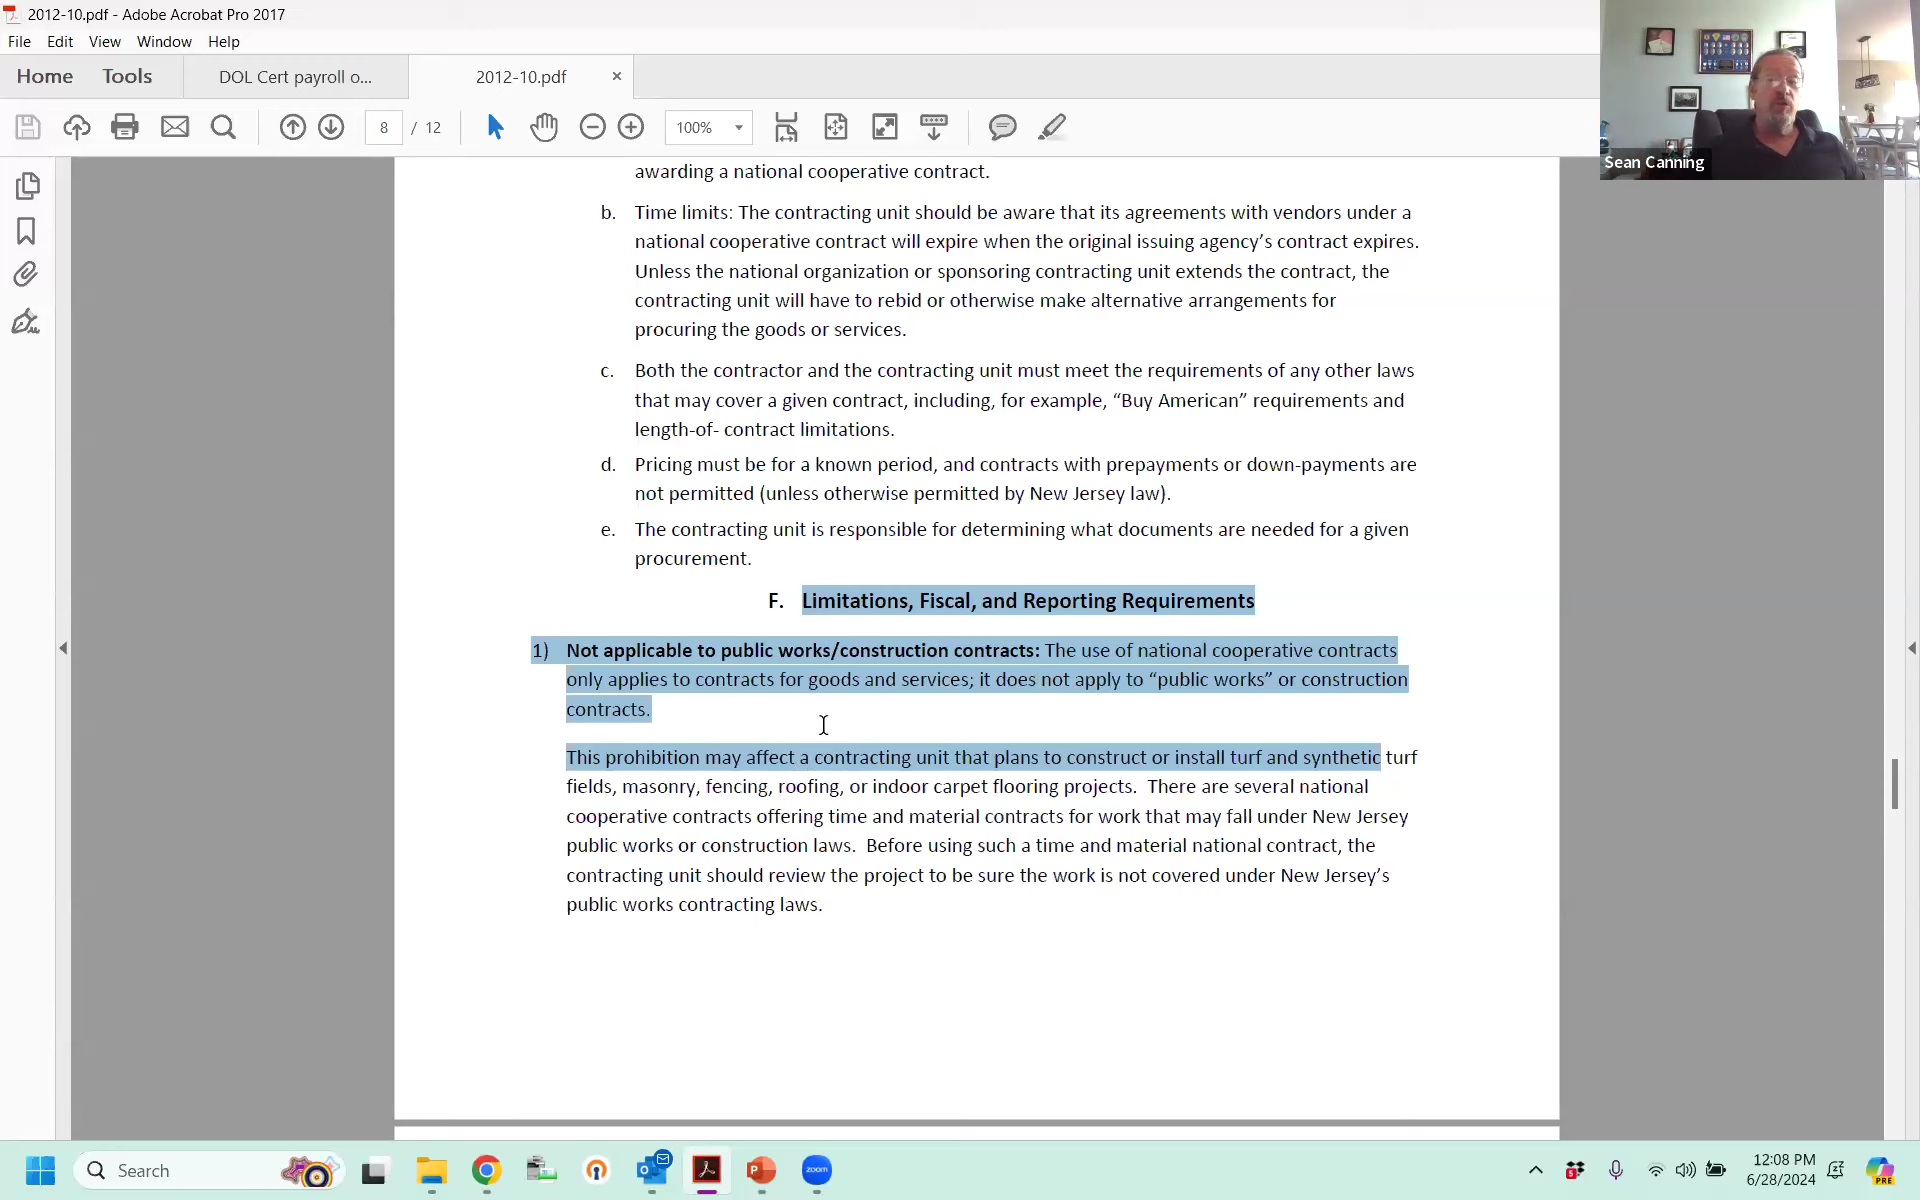 2012-10.pdf - Adobe Acrobat Pro 2017
File Edit View Window Help
Home Tools DOL Cert payroll o... 2012-10.pdf ×
8 / 12 100%
Sean Canning
awarding a national cooperative contract.
b. Time limits: The contracting unit should be aware that its agreements with vendors under a
national cooperative contract will expire when the original issuing agency’s contract expires.
Unless the national organization or sponsoring contracting unit extends the contract, the
contracting unit will have to rebid or otherwise make alternative arrangements for
procuring the goods or services.
c. Both the contractor and the contracting unit must meet the requirements of any other laws
that may cover a given contract, including, for example, “Buy American” requirements and
length-of- contract limitations.
d. Pricing must be for a known period, and contracts with prepayments or down-payments are
not permitted (unless otherwise permitted by New Jersey law).
e. The contracting unit is responsible for determining what documents are needed for a given
procurement.
F. Limitations, Fiscal, and Reporting Requirements
1) Not applicable to public works/construction contracts: The use of national cooperative contracts
only applies to contracts for goods and services; it does not apply to “public works” or construction
contracts.
This prohibition may affect a contracting unit that plans to construct or install turf and synthetic turf
fields, masonry, fencing, roofing, or indoor carpet flooring projects. There are several national
cooperative contracts offering time and material contracts for work that may fall under New Jersey
public works or construction laws. Before using such a time and material national contract, the
contracting unit should review the project to be sure the work is not covered under New Jersey’s
public works contracting laws.
Search
zoom
12:08 PM
6/28/2024
PRE